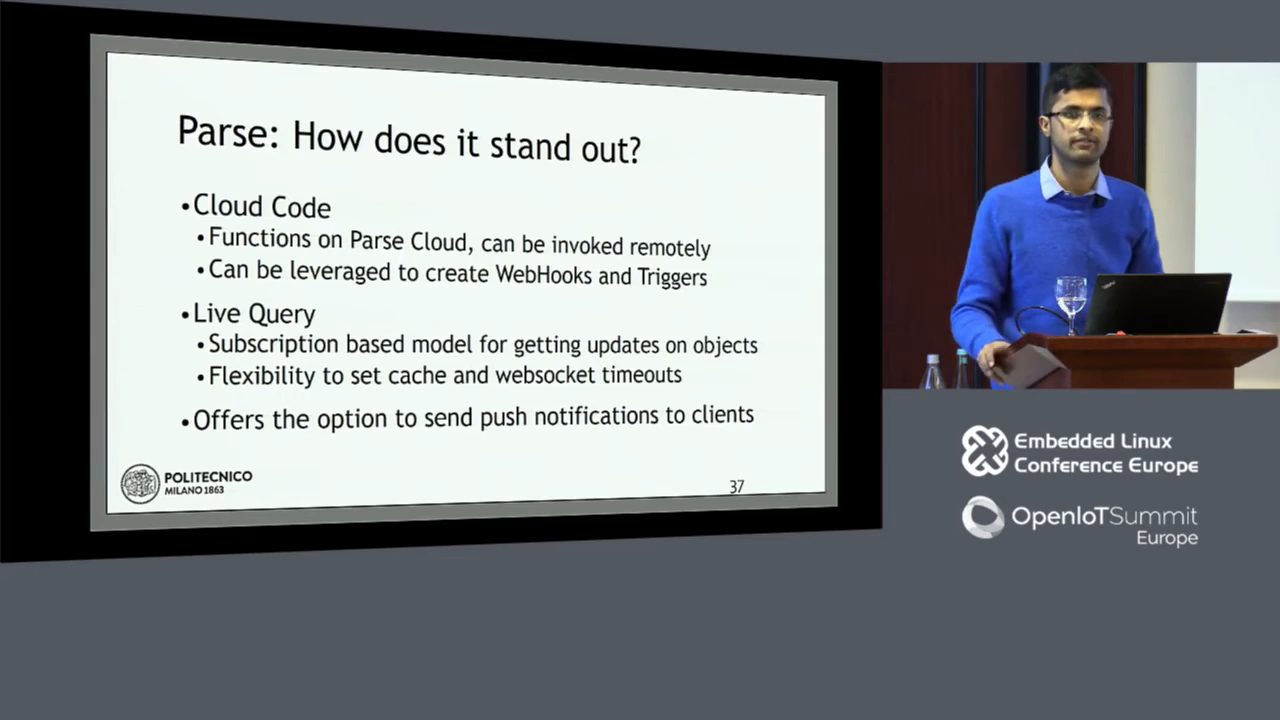 Parse: How does it stand out?
•Cloud Code
•Functions on Parse Cloud, can be invoked remotely
•Can be leveraged to create WebHooks and Triggers
•Live Query
•Subscription based model for getting updates on objects
•Flexibility to set cache and websocket timeouts
•Offers the option to send push notifications to clients
POLITECNICO
MILANO 1863
37
Embedded Linux
Conference Europe
OpenIoTSummit
Europe